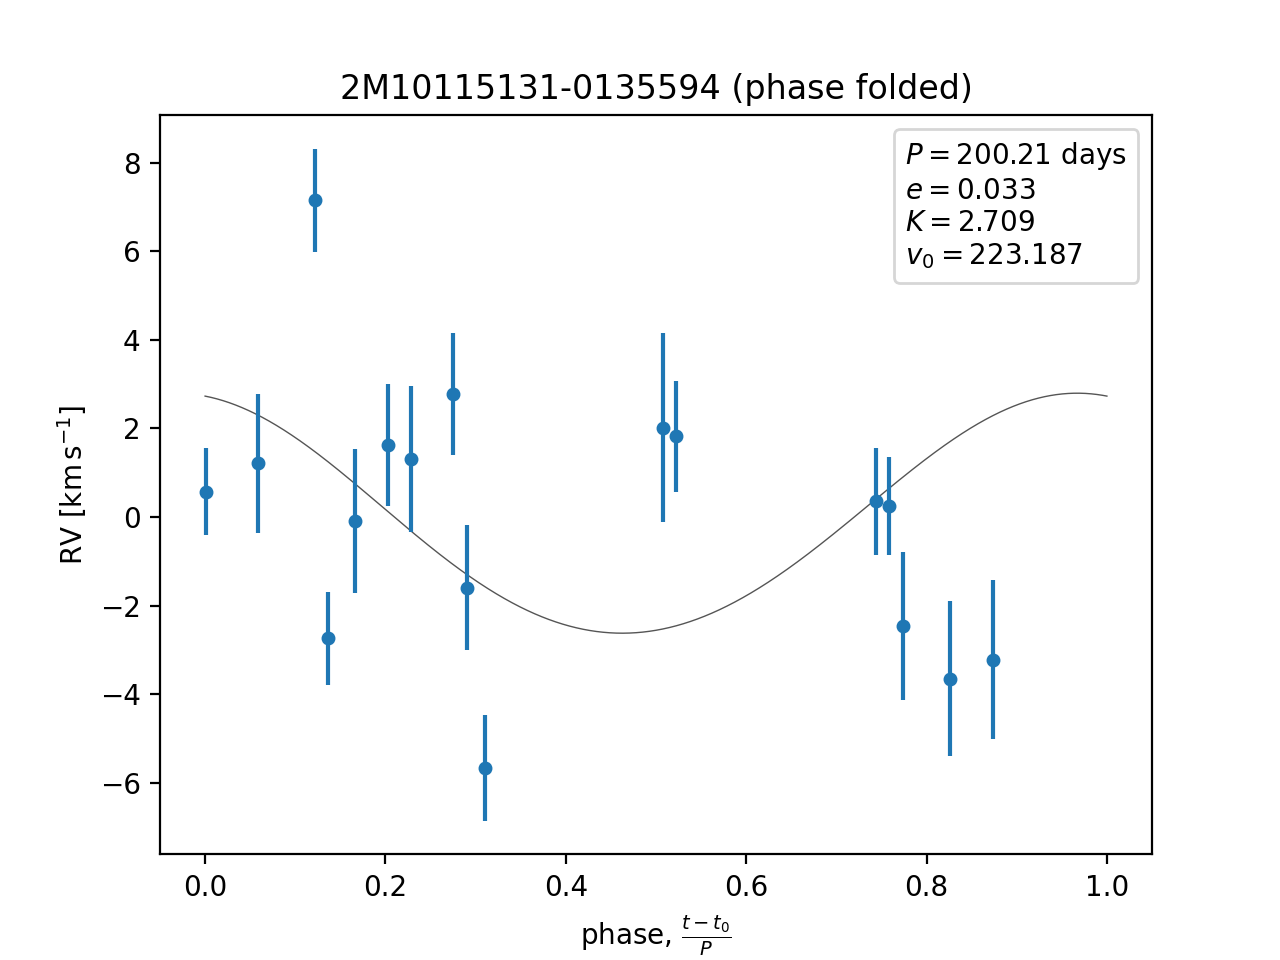 2M10115131-0135594 (phase folded)
P = 200.21 days
e = 0.033
K = 2.709
v₀ = 223.187
8
6
4
2
0
−2
−4
−6
RV [km s⁻¹]
0.0 0.2 0.4 0.6 0.8 1.0
phase, (t − t₀)/P